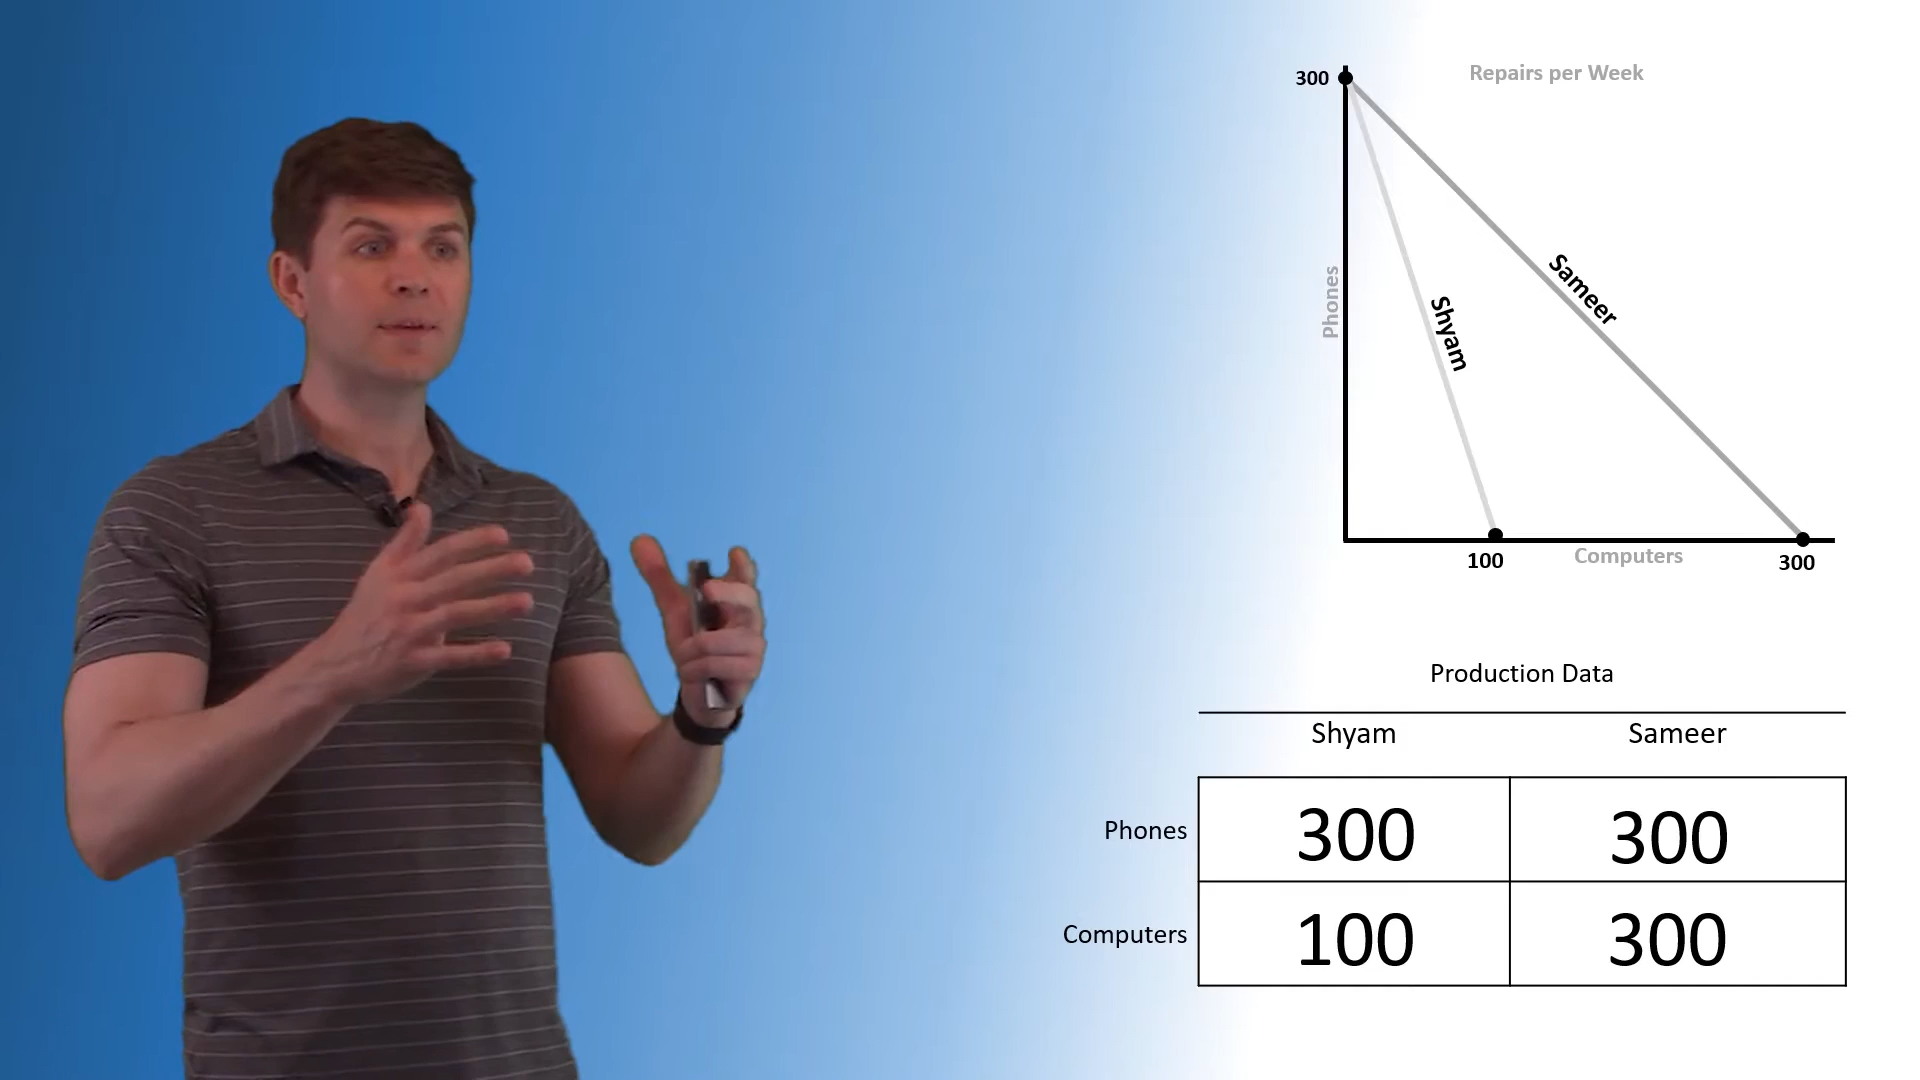 Repairs per Week
300
Phones
Shyam
Sameer
100
Computers
300
Production Data
Shyam Sameer
Phones 300 300
Computers 100 300